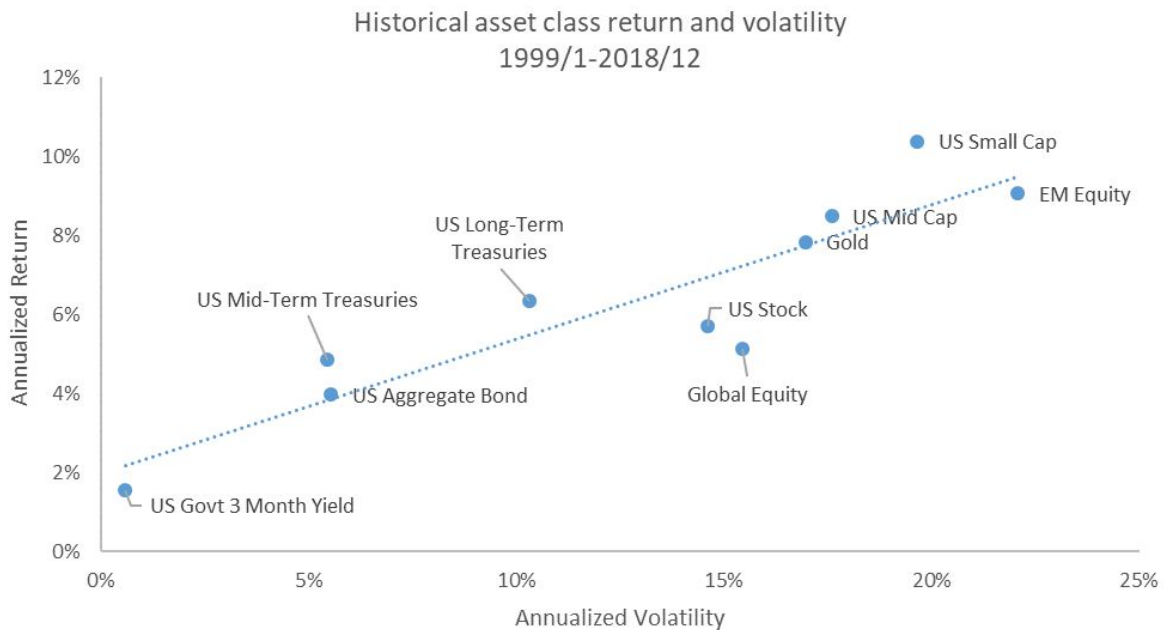 Historical asset class return and volatility
1999/1-2018/12
12%
10%
8%
6%
4%
2%
0%
Annualized Return
US Small Cap
EM Equity
US Mid Cap
Gold
US Long-Term
Treasuries
US Mid-Term Treasuries
US Stock
Global Equity
US Aggregate Bond
US Govt 3 Month Yield
0%
5%
10%
15%
20%
25%
Annualized Volatility